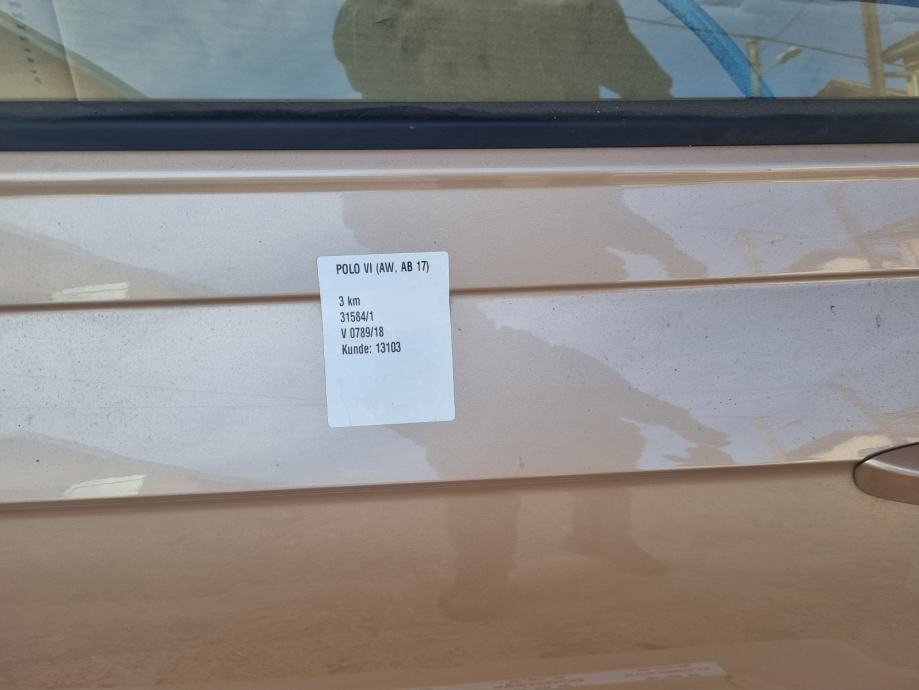 POLO VI (AW, AB 17)
3 km
31584/1
V 0789/18
Kunde: 13103